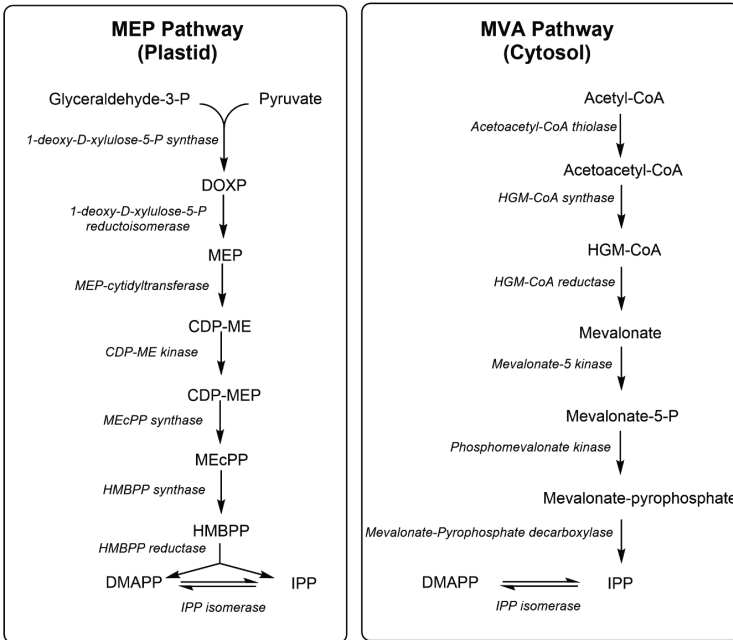 MEP Pathway
(Plastid)
Glyceraldehyde-3-P
Pyruvate
1-deoxy-D-xylulose-5-P synthase
DOXP
1-deoxy-D-xylulose-5-P
reductoisomerase
MEP
MEP-cytidyltransferase
CDP-ME
CDP-ME kinase
CDP-MEP
MEcPP synthase
MEcPP
HMBPP synthase
HMBPP
HMBPP reductase
DMAPP
IPP
IPP isomerase
MVA Pathway
(Cytosol)
Acetyl-CoA
Acetoacetyl-CoA thiolase
Acetoacetyl-CoA
HGM-CoA synthase
HGM-CoA
HGM-CoA reductase
Mevalonate
Mevalonate-5 kinase
Mevalonate-5-P
Phosphomevalonate kinase
Mevalonate-pyrophosphate
Mevalonate-Pyrophosphate decarboxylase
DMAPP
IPP
IPP isomerase